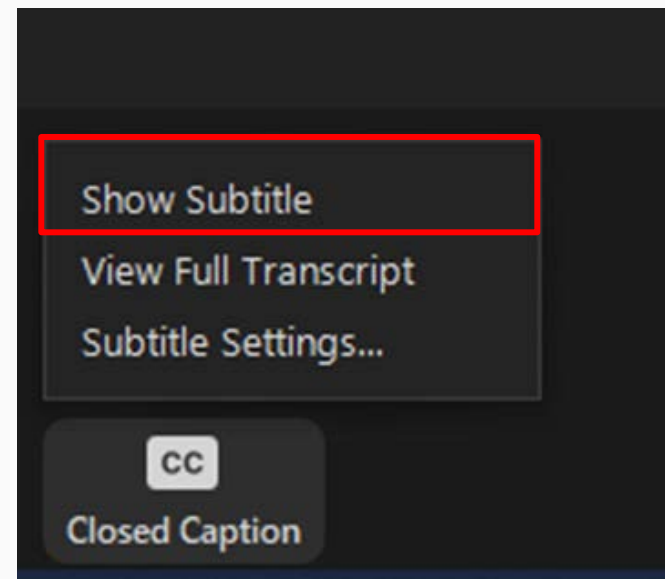 Show Subtitle
View Full Transcript
Subtitle Settings...
CC
Closed Caption